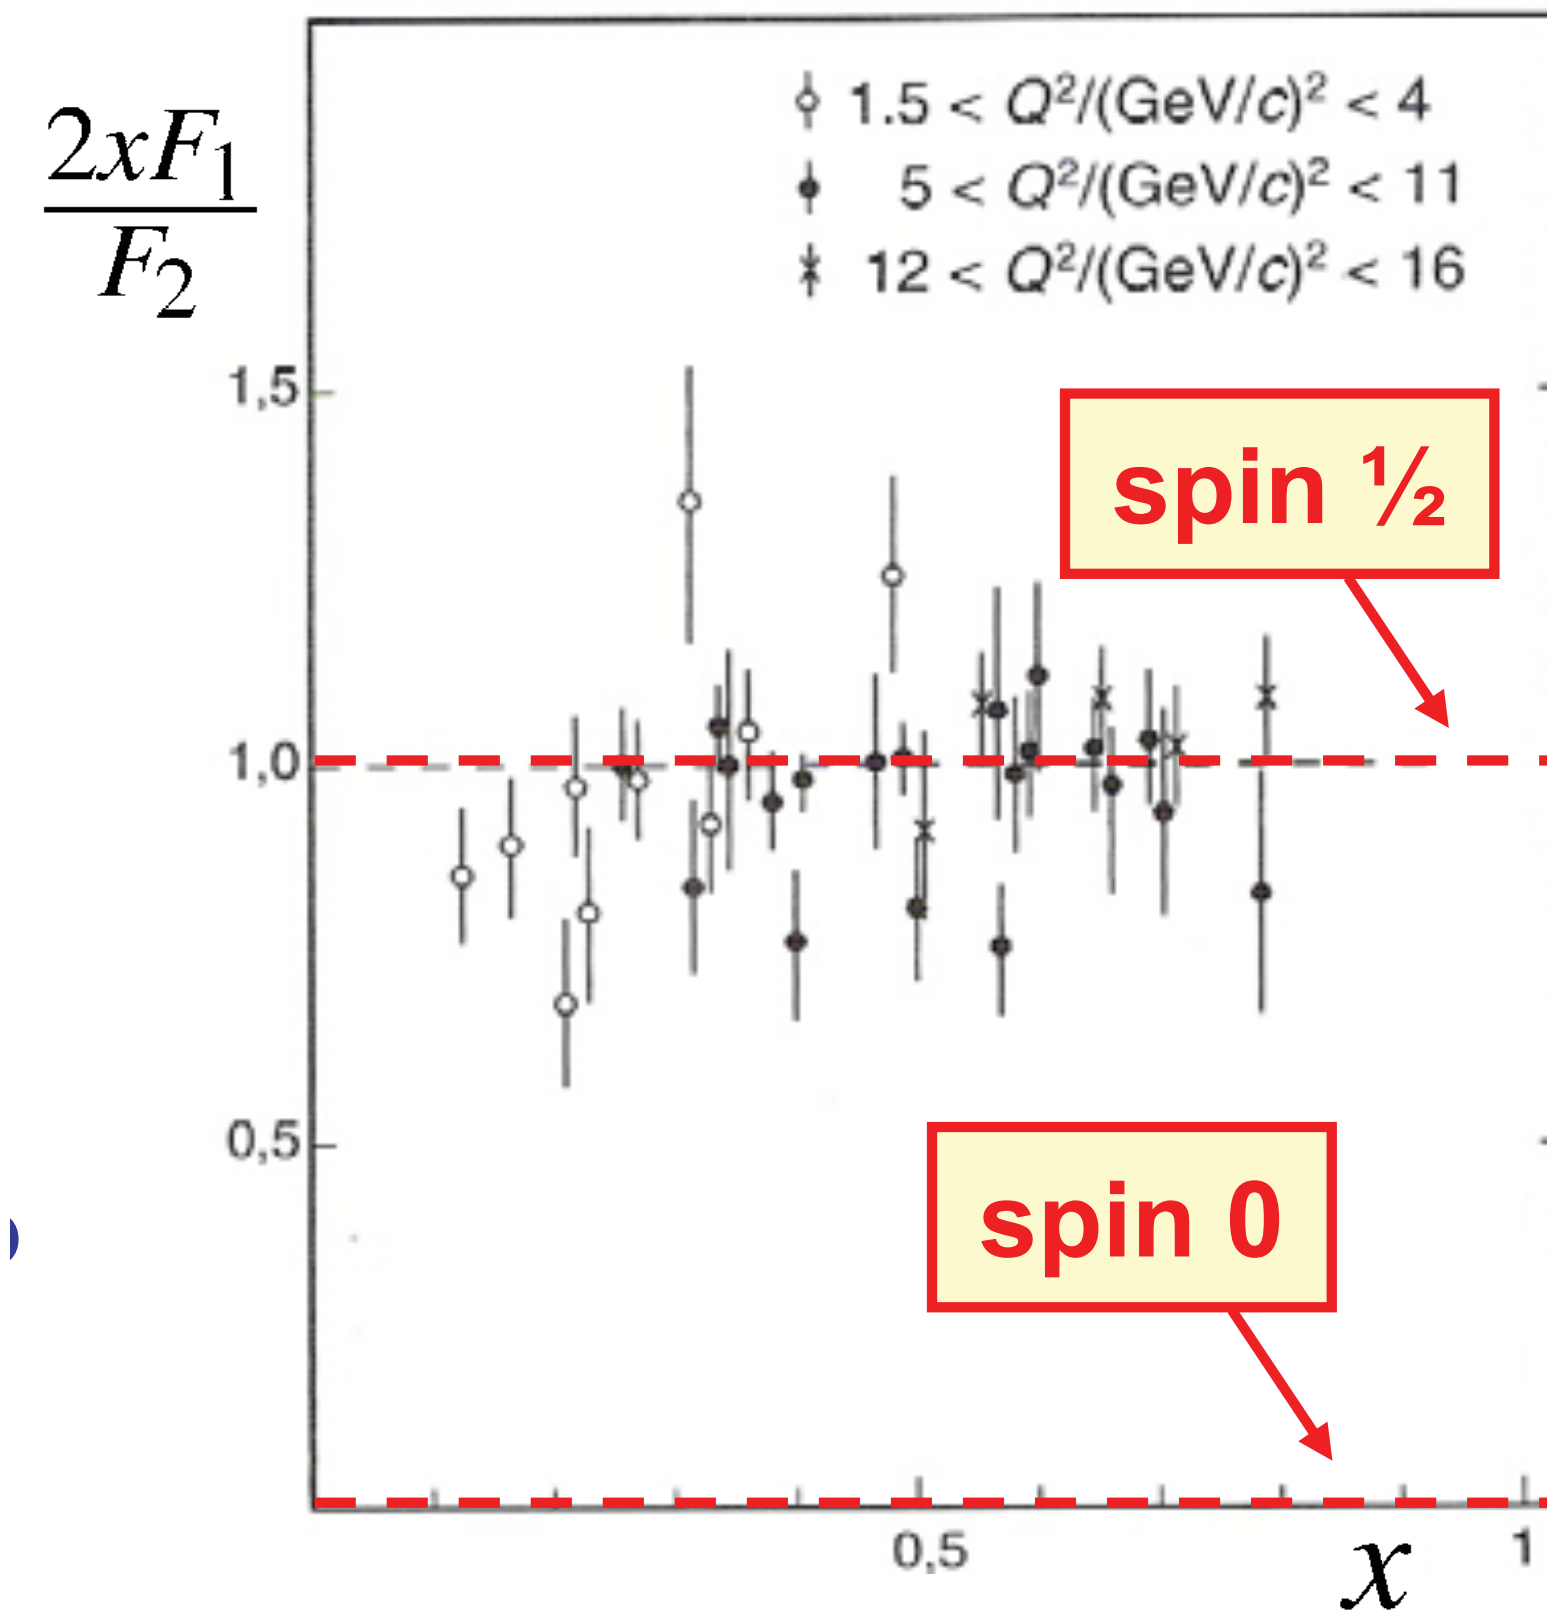 2xF₁
F₂
1.5 < Q²/(GeV/c)² < 4
5 < Q²/(GeV/c)² < 11
12 < Q²/(GeV/c)² < 16
1,5
spin ½
1,0
0,5
spin 0
0,5
1
x